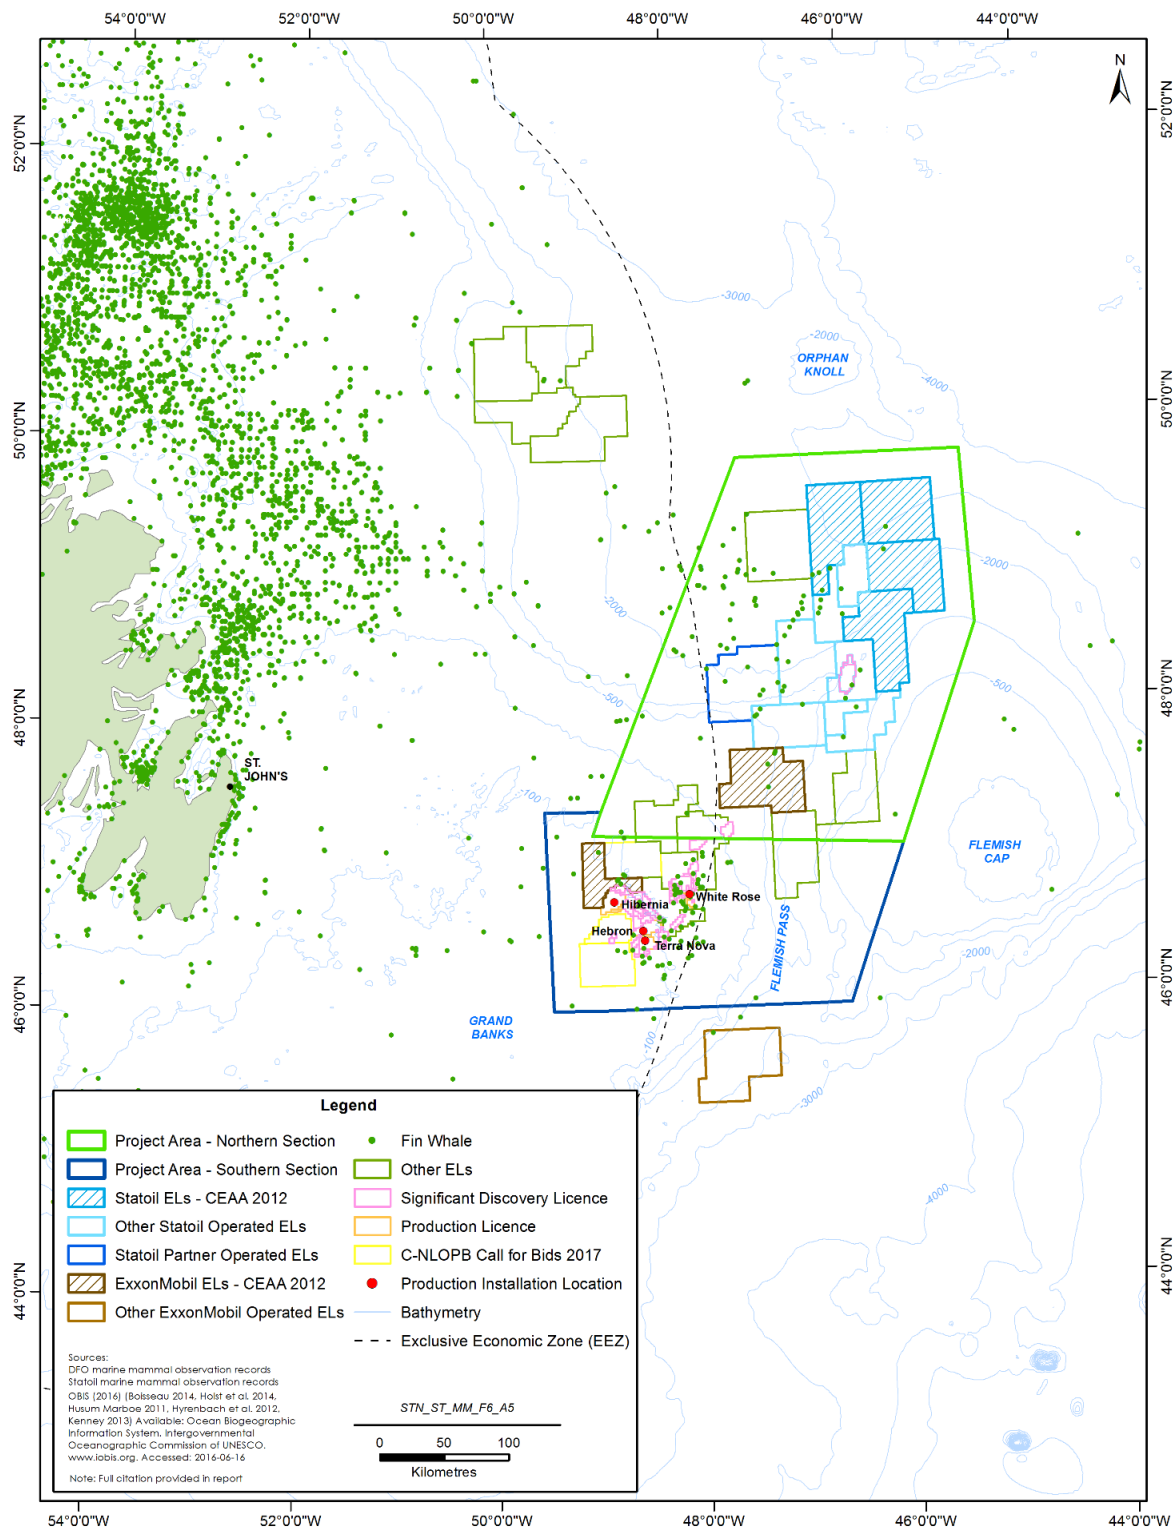 54°0'0"W
52°0'0"W
50°0'0"W
48°0'0"W
46°0'0"W
44°0'0"W
N
52°0'0"N
52°0'0"N
-3000
-2000
ORPHAN
KNOLL
-4000
50°0'0"N
50°0'0"N
-2000
-2000
-500
-500
48°0'0"N
48°0'0"N
ST.
JOHN'S
-100
FLEMISH
CAP
White Rose
Hibernia
Hebron
Terra Nova
FLEMISH PASS
-2000
46°0'0"N
46°0'0"N
GRAND
BANKS
-100
-3000
-4000
44°0'0"N
44°0'0"N
Legend
Project Area - Northern Section
Project Area - Southern Section
Statoil ELs - CEAA 2012
Other Statoil Operated ELs
Statoil Partner Operated ELs
ExxonMobil ELs - CEAA 2012
Other ExxonMobil Operated ELs
Fin Whale
Other ELs
Significant Discovery Licence
Production Licence
C-NLOPB Call for Bids 2017
Production Installation Location
Bathymetry
Exclusive Economic Zone (EEZ)
Sources:
DFO marine mammal observation records
Statoil marine mammal observation records
OBIS (2016) (Boisseau 2014, Holst et al. 2014,
Husum Marboe 2011, Hyrenbach et al. 2012,
Kenney 2013) Available: Ocean Biogeographic
Information System. Intergovernmental
Oceanographic Commission of UNESCO.
www.iobis.org. Accessed: 2016-06-16
Note: Full citation provided in report
STN_ST_MM_F6_A5
0 50 100
Kilometres
54°0'0"W
52°0'0"W
50°0'0"W
48°0'0"W
46°0'0"W
44°0'0"W